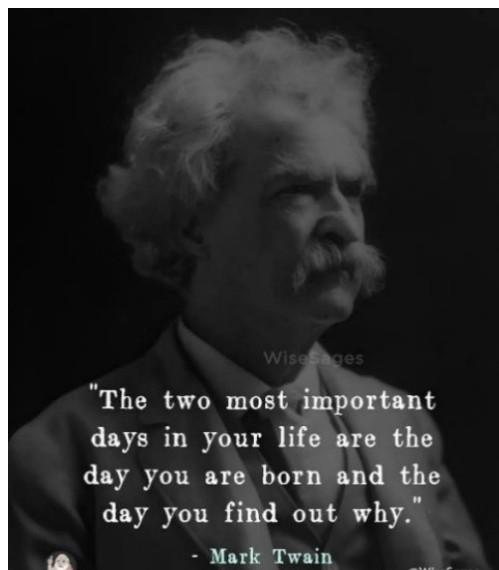 WiseSages
"The two most important
days in your life are the
day you are born and the
day you find out why."
- Mark Twain